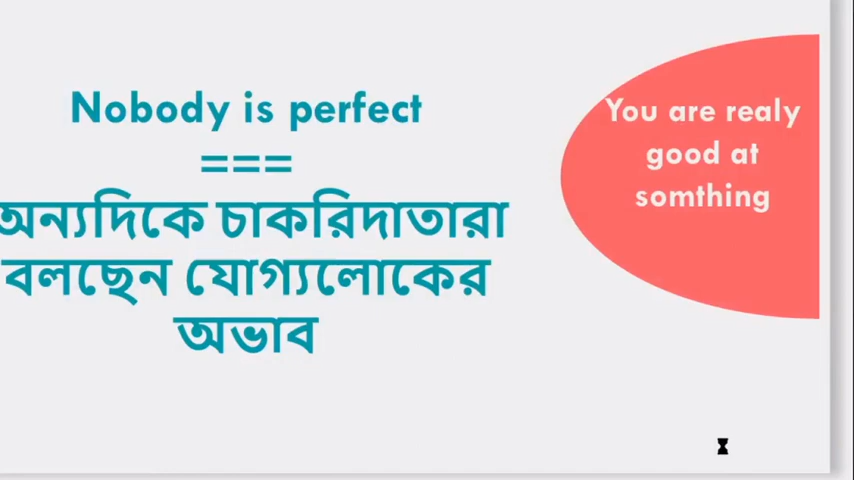 Nobody is perfect
===
অন্যদিকে চাকরিদাতারা
বলছেন যোগ্যলোকের
অভাব
You are realy
good at
somthing